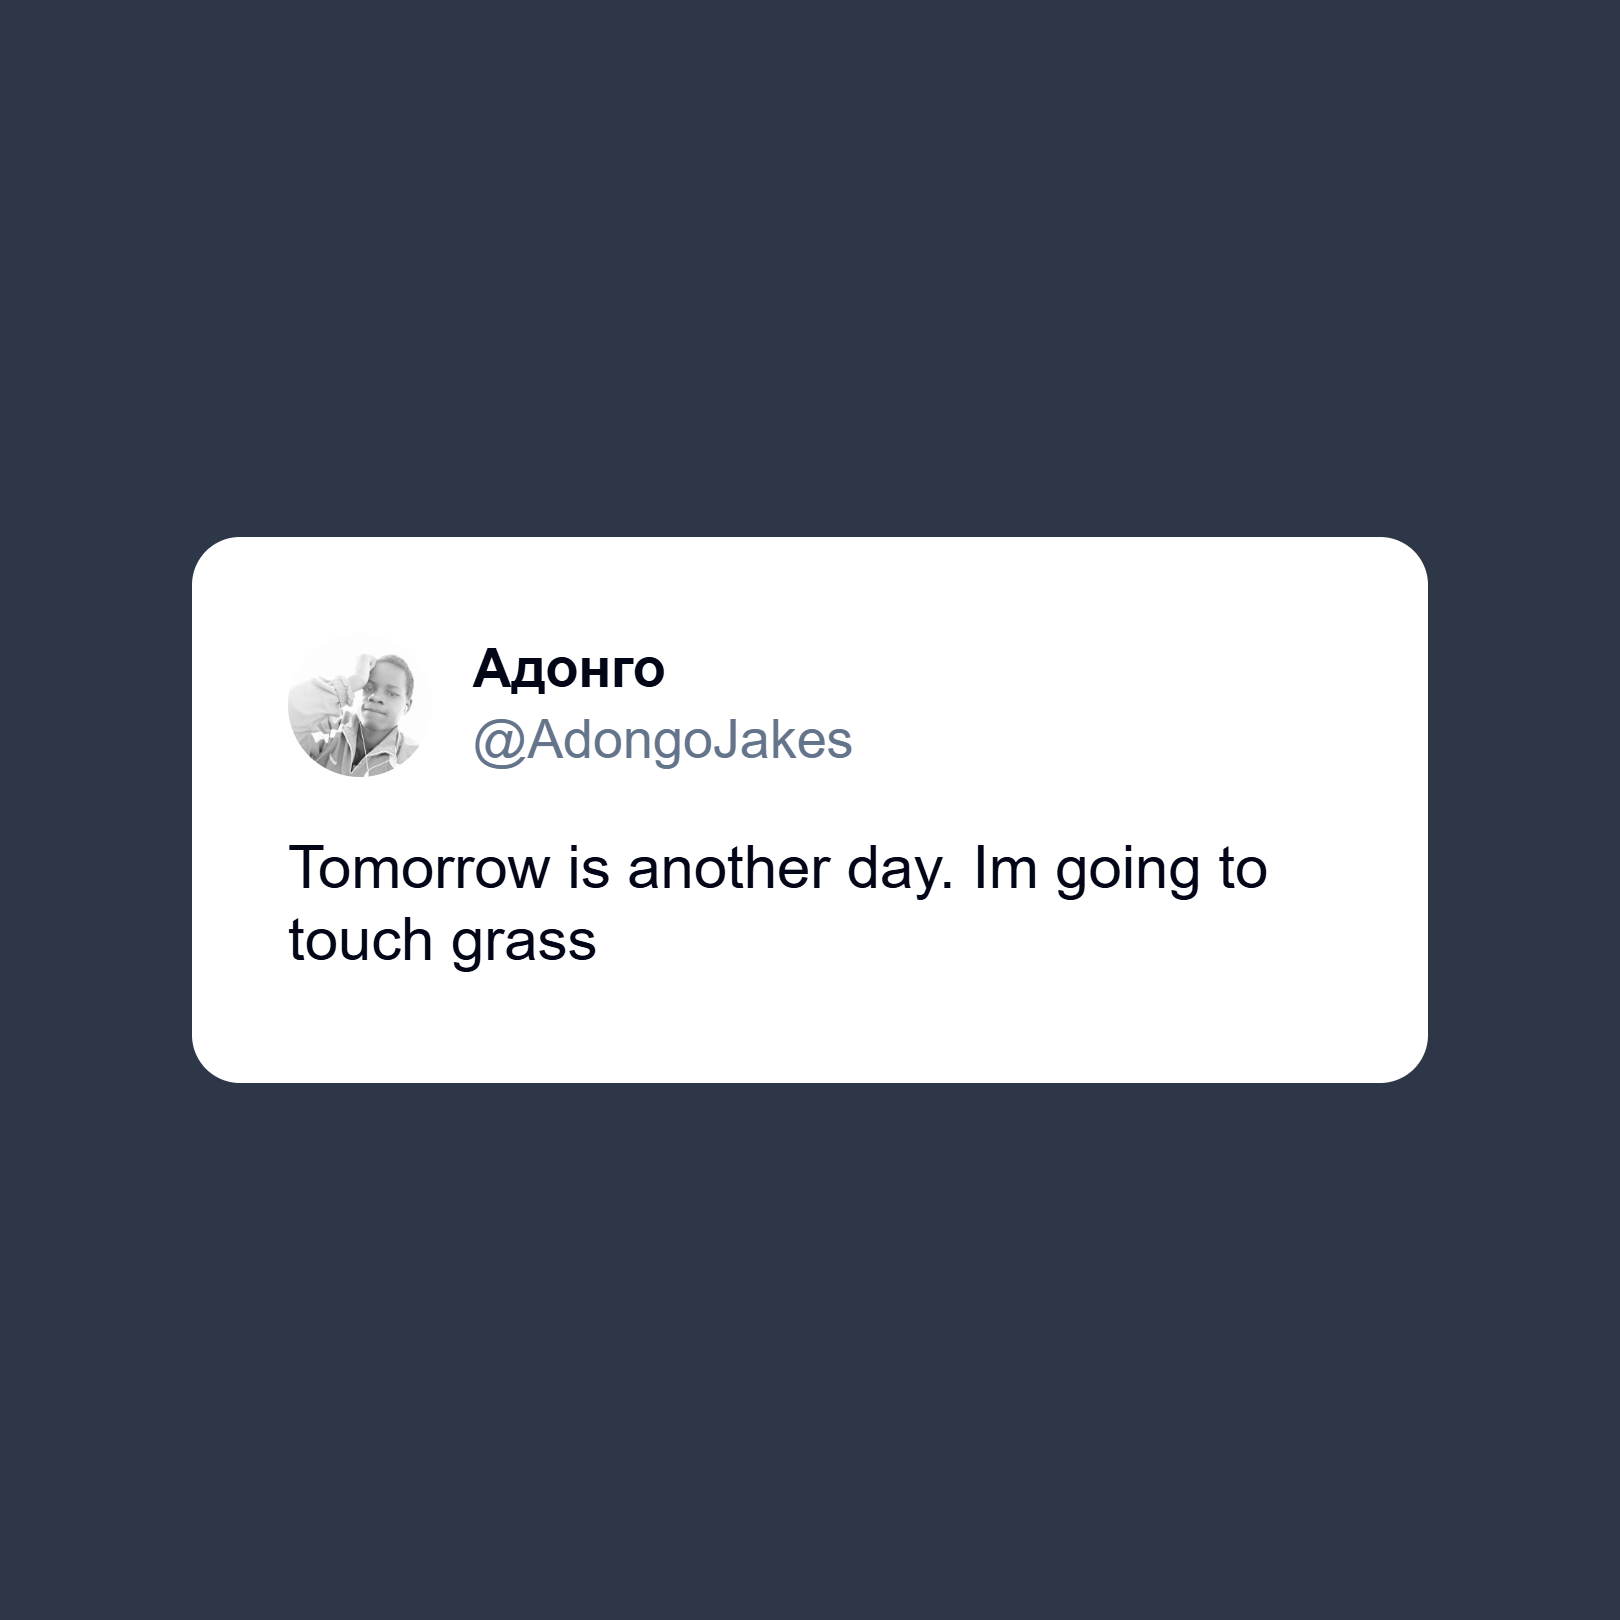 Адонго
@AdongoJakes
Tomorrow is another day. Im going to
touch grass